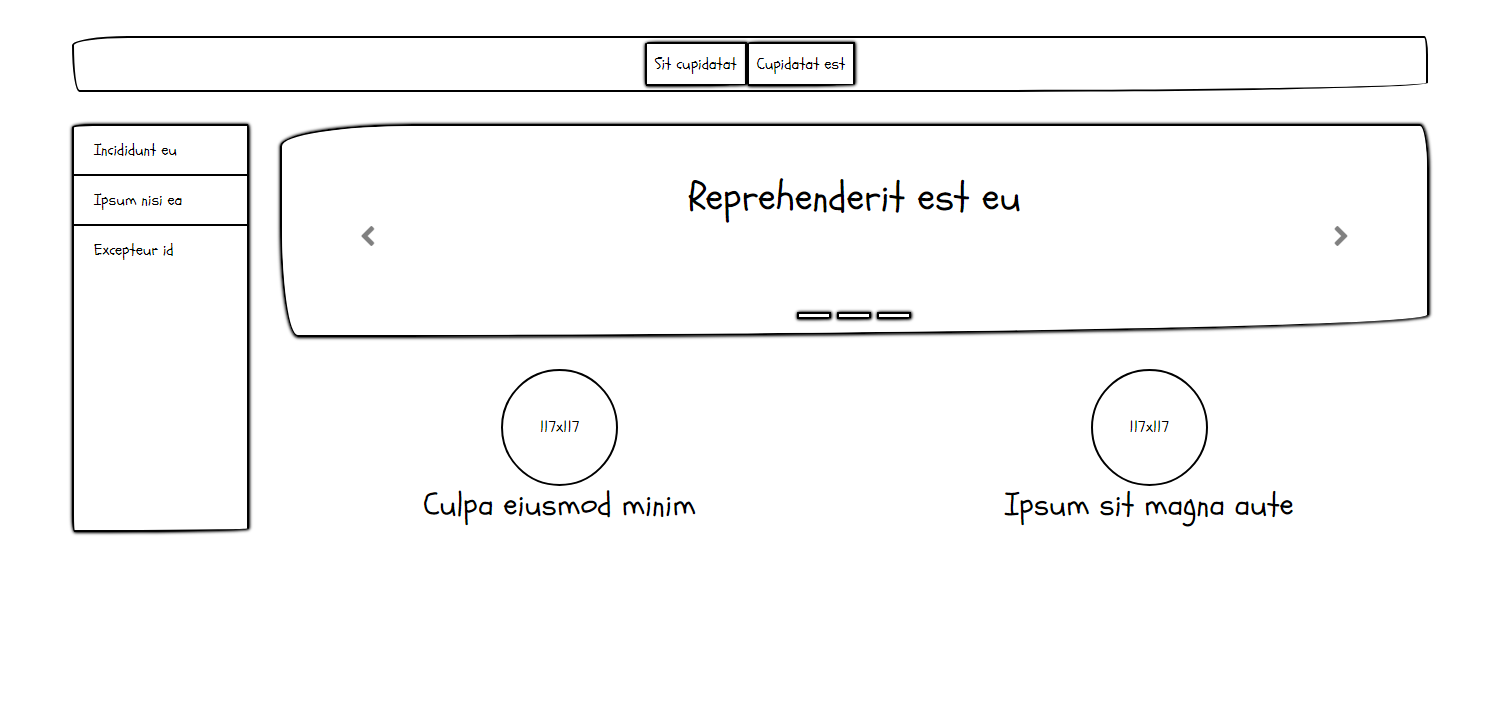 Sit cupidatat
Cupidatat est
Incididunt eu
Ipsum nisi ea
Excepteur id
Reprehenderit est eu
117x117
Culpa eiusmod minim
117x117
Ipsum sit magna aute